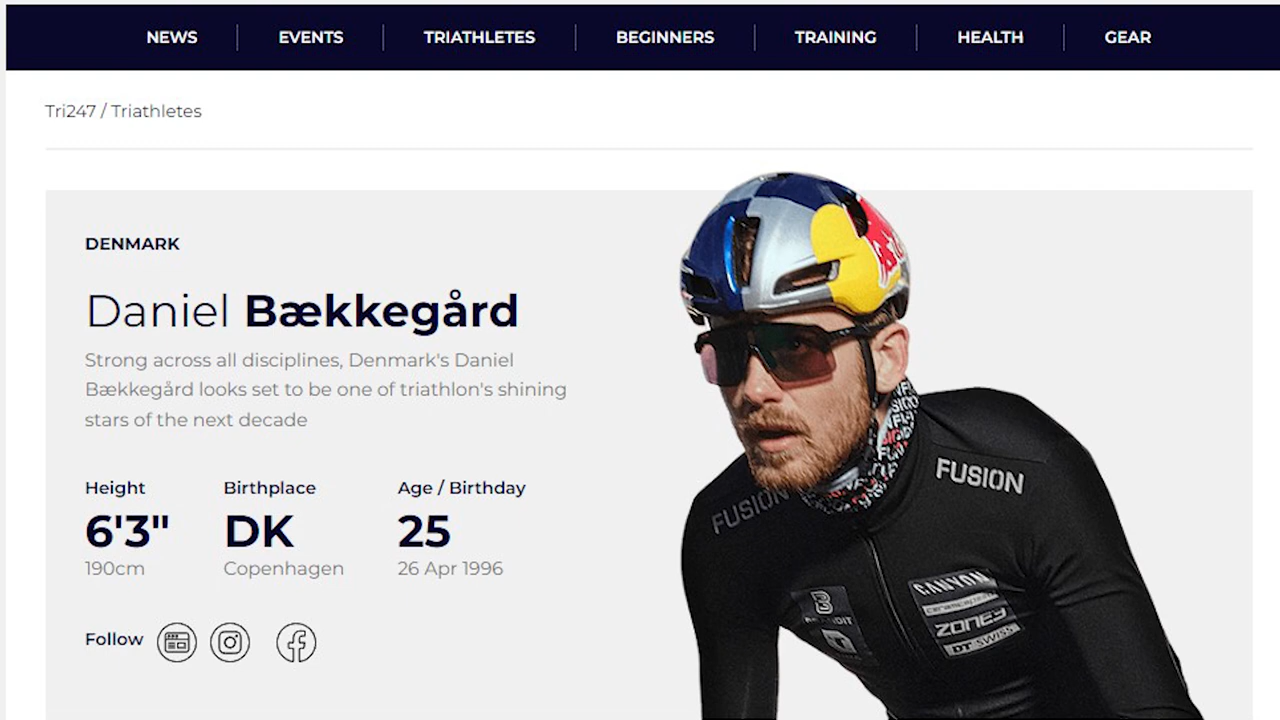 NEWS EVENTS TRIATHLETES BEGINNERS TRAINING HEALTH GEAR
Tri247 / Triathletes
DENMARK
Daniel Bækkegård
Strong across all disciplines, Denmark's Daniel
Bækkegård looks set to be one of triathlon's shining
stars of the next decade
Height Birthplace Age / Birthday
6'3" DK 25
190cm Copenhagen 26 Apr 1996
Follow
FUSION
FUSION
CANYON
ZONE3
DT SWISS